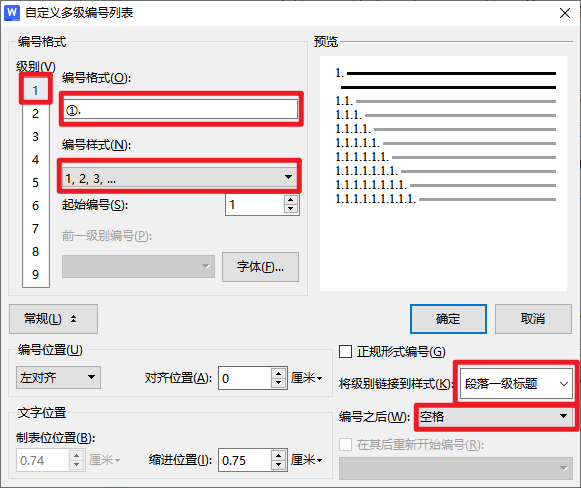 自定义多级编号列表
编号格式
级别(V)
1
2
3
4
5
6
7
8
9
编号格式(O):
①.
编号样式(N):
1, 2, 3, ...
起始编号(S):
1
前一级别编号(P):
字体(F)...
预览
1.
1.1.
1.1.1.
1.1.1.1.
1.1.1.1.1.
1.1.1.1.1.1.
1.1.1.1.1.1.1.
1.1.1.1.1.1.1.1.
1.1.1.1.1.1.1.1.1.
常规(L)
确定
取消
编号位置(U)
左对齐
对齐位置(A):
0
厘米
文字位置
制表位位置(B):
0.74
厘米
缩进位置(I):
0.75
厘米
正规形式编号(G)
将级别链接到样式(K):
段落一级标题
编号之后(W):
空格
在其后重新开始编号(R):